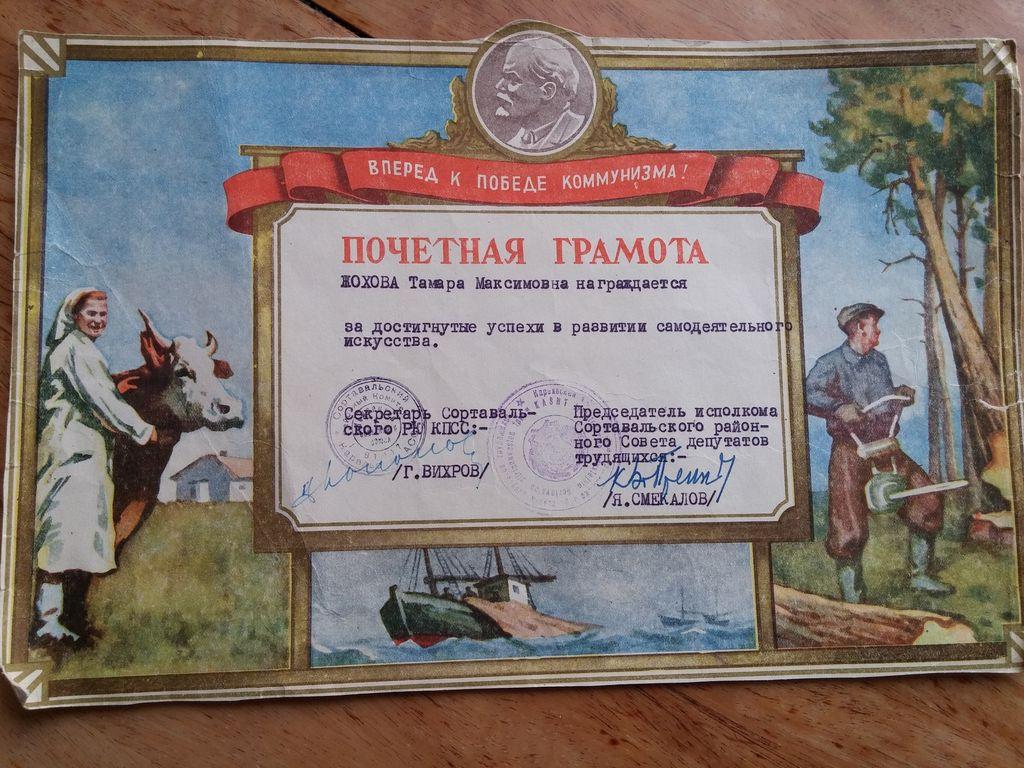 ВПЕРЕД К ПОБЕДЕ КОММУНИЗМА!
ПОЧЕТНАЯ ГРАМОТА
ЖОХОВА Тамара Максимовна награждается
за достигнутые успехи в развитии самодеятельного
искусства.
Секретарь Сортаваль-
ского РК КПСС:-
/Г.ВИХРОВ/
Председатель исполкома
Сортавальского район-
ного Совета депутатов
трудящихся:-
/Я.СМЕКАЛОВ/
Сортавальский